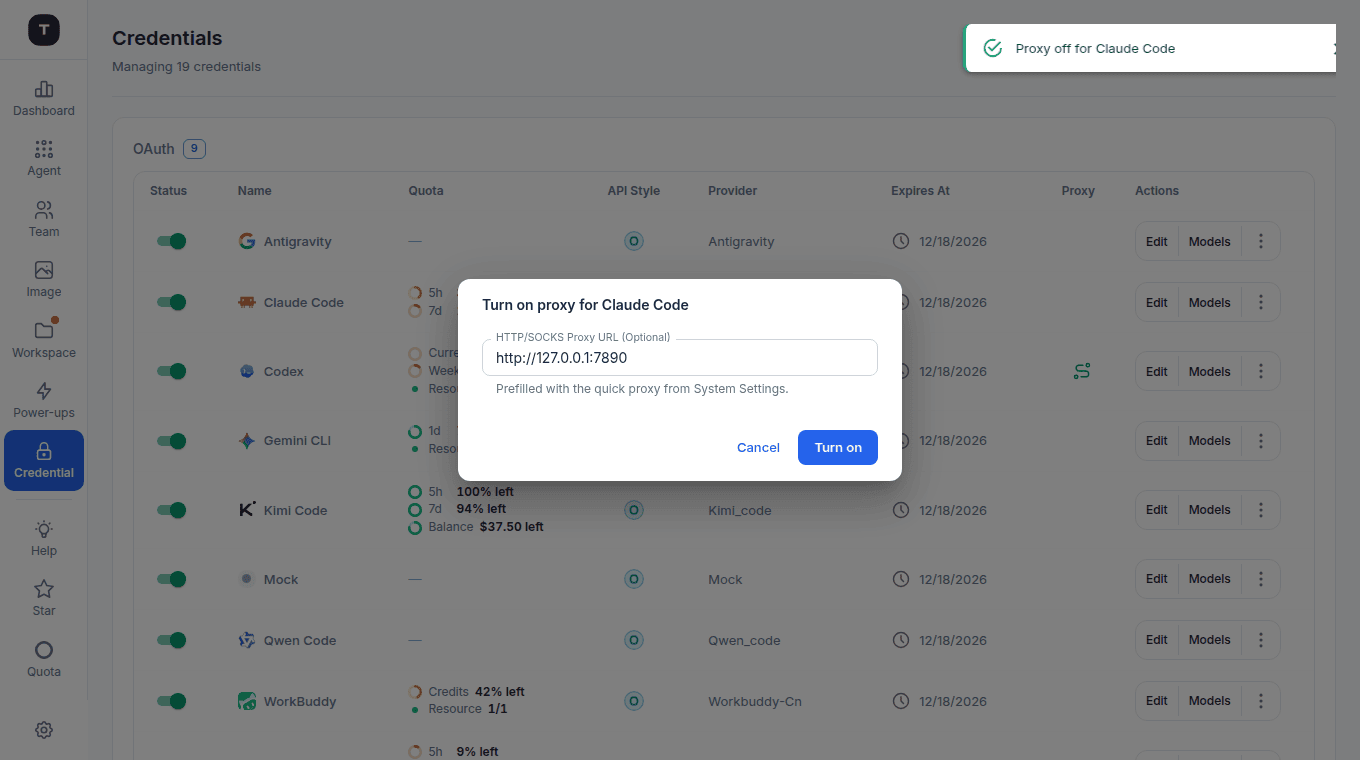 T
Credentials
Managing 19 credentials
Proxy off for Claude Code
Dashboard
Agent
Team
Image
Workspace
Power-ups
Credential
Help
Star
Quota
OAuth 9
Status Name Quota API Style Provider Expires At Proxy Actions
Antigravity — O Antigravity 12/18/2026 Edit Models
Claude Code 5h 12/18/2026 Edit Models
7d
Codex 12/18/2026 Edit Models
Gemini CLI 1d 12/18/2026 Edit Models
Turn on proxy for Claude Code
HTTP/SOCKS Proxy URL (Optional)
http://127.0.0.1:7890
Prefilled with the quick proxy from System Settings.
Cancel Turn on
Kimi Code 5h 100% left O Kimi_code 12/18/2026 Edit Models
7d 94% left
Balance $37.50 left
Mock — O Mock 12/18/2026 Edit Models
Qwen Code — O Qwen_code 12/18/2026 Edit Models
WorkBuddy Credits 42% left O Workbuddy-Cn 12/18/2026 Edit Models
Resource 1/1
5h 9% left